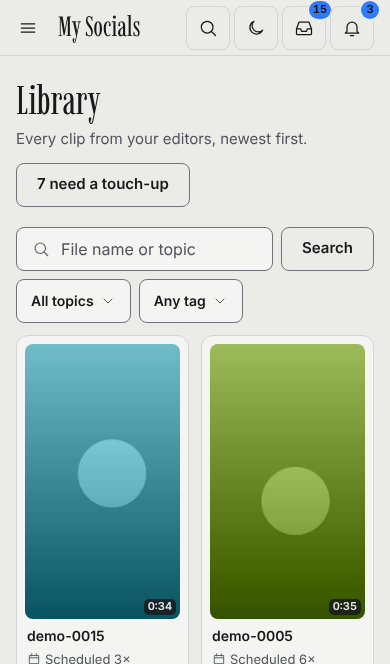 My Socials
15
3
Library
Every clip from your editors, newest first.
7 need a touch-up
File name or topic
Search
All topics
Any tag
0:34
0:35
demo-0015
demo-0005
Scheduled 3×
Scheduled 6×